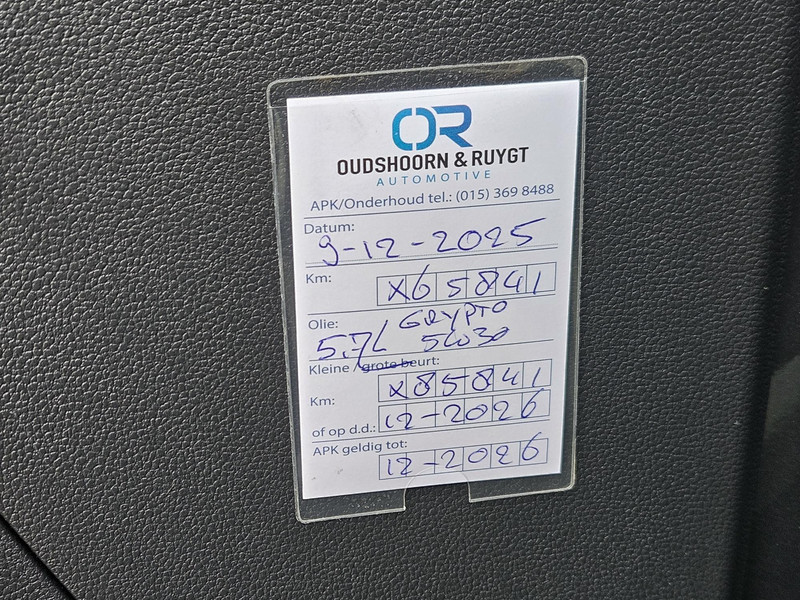 OR
OUDSHOORN & RUYGT
AUTOMOTIVE
APK/Onderhoud tel.: (015) 369 8488
Datum:
9-12-2025
Km: X65841
Olie: GRYPTO
5.7L 5W30
Kleine / grote beurt:
Km: X85841
of op d.d.: 12-2026
APK geldig tot:
12-2026